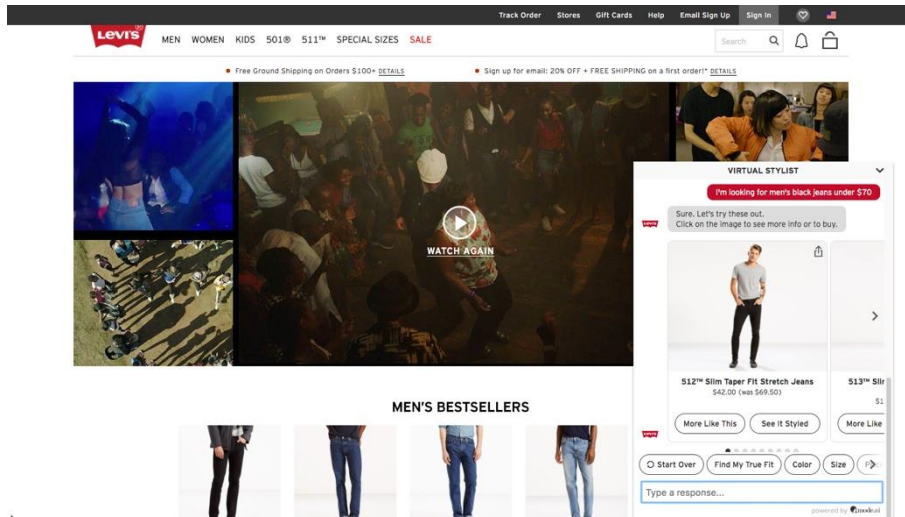 Track Order Stores Gift Cards Help Email Sign Up Sign In
LEVI'S
MEN WOMEN KIDS 501® 511™ SPECIAL SIZES SALE
Search
Free Ground Shipping on Orders $100+ DETAILS
Sign up for email: 20% OFF + FREE SHIPPING on a first order!* DETAILS
WATCH AGAIN
MEN'S BESTSELLERS
VIRTUAL STYLIST
I'm looking for men's black jeans under $70
Sure. Let's try these out.
Click on the image to see more info or to buy.
512™ Slim Taper Fit Stretch Jeans
$42.00 (was $69.50)
513™ Slir
$1
More Like This
See It Styled
More Like
Start Over
Find My True Fit
Color
Size
Type a response...
powered by mode.ai